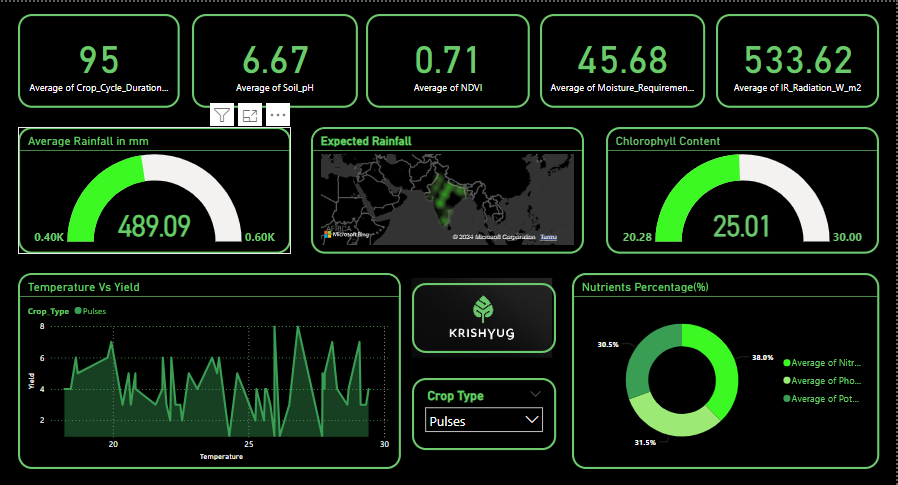 95
Average of Crop_Cycle_Duration...
6.67
Average of Soil_pH
0.71
Average of NDVI
45.68
Average of Moisture_Requiremen...
533.62
Average of IR_Radiation_W_m2
Average Rainfall in mm
489.09
0.40K
0.60K
Expected Rainfall
AFRICA
Microsoft Bing
© 2024 Microsoft Corporation Terms
Chlorophyll Content
25.01
20.28
30.00
Temperature Vs Yield
Crop_Type Pulses
8
6
4
2
Yield
20
25
30
Temperature
KRISHYUG
Crop Type
Pulses
Nutrients Percentage(%)
30.5%
38.0%
31.5%
Average of Nitr...
Average of Pho...
Average of Pot...